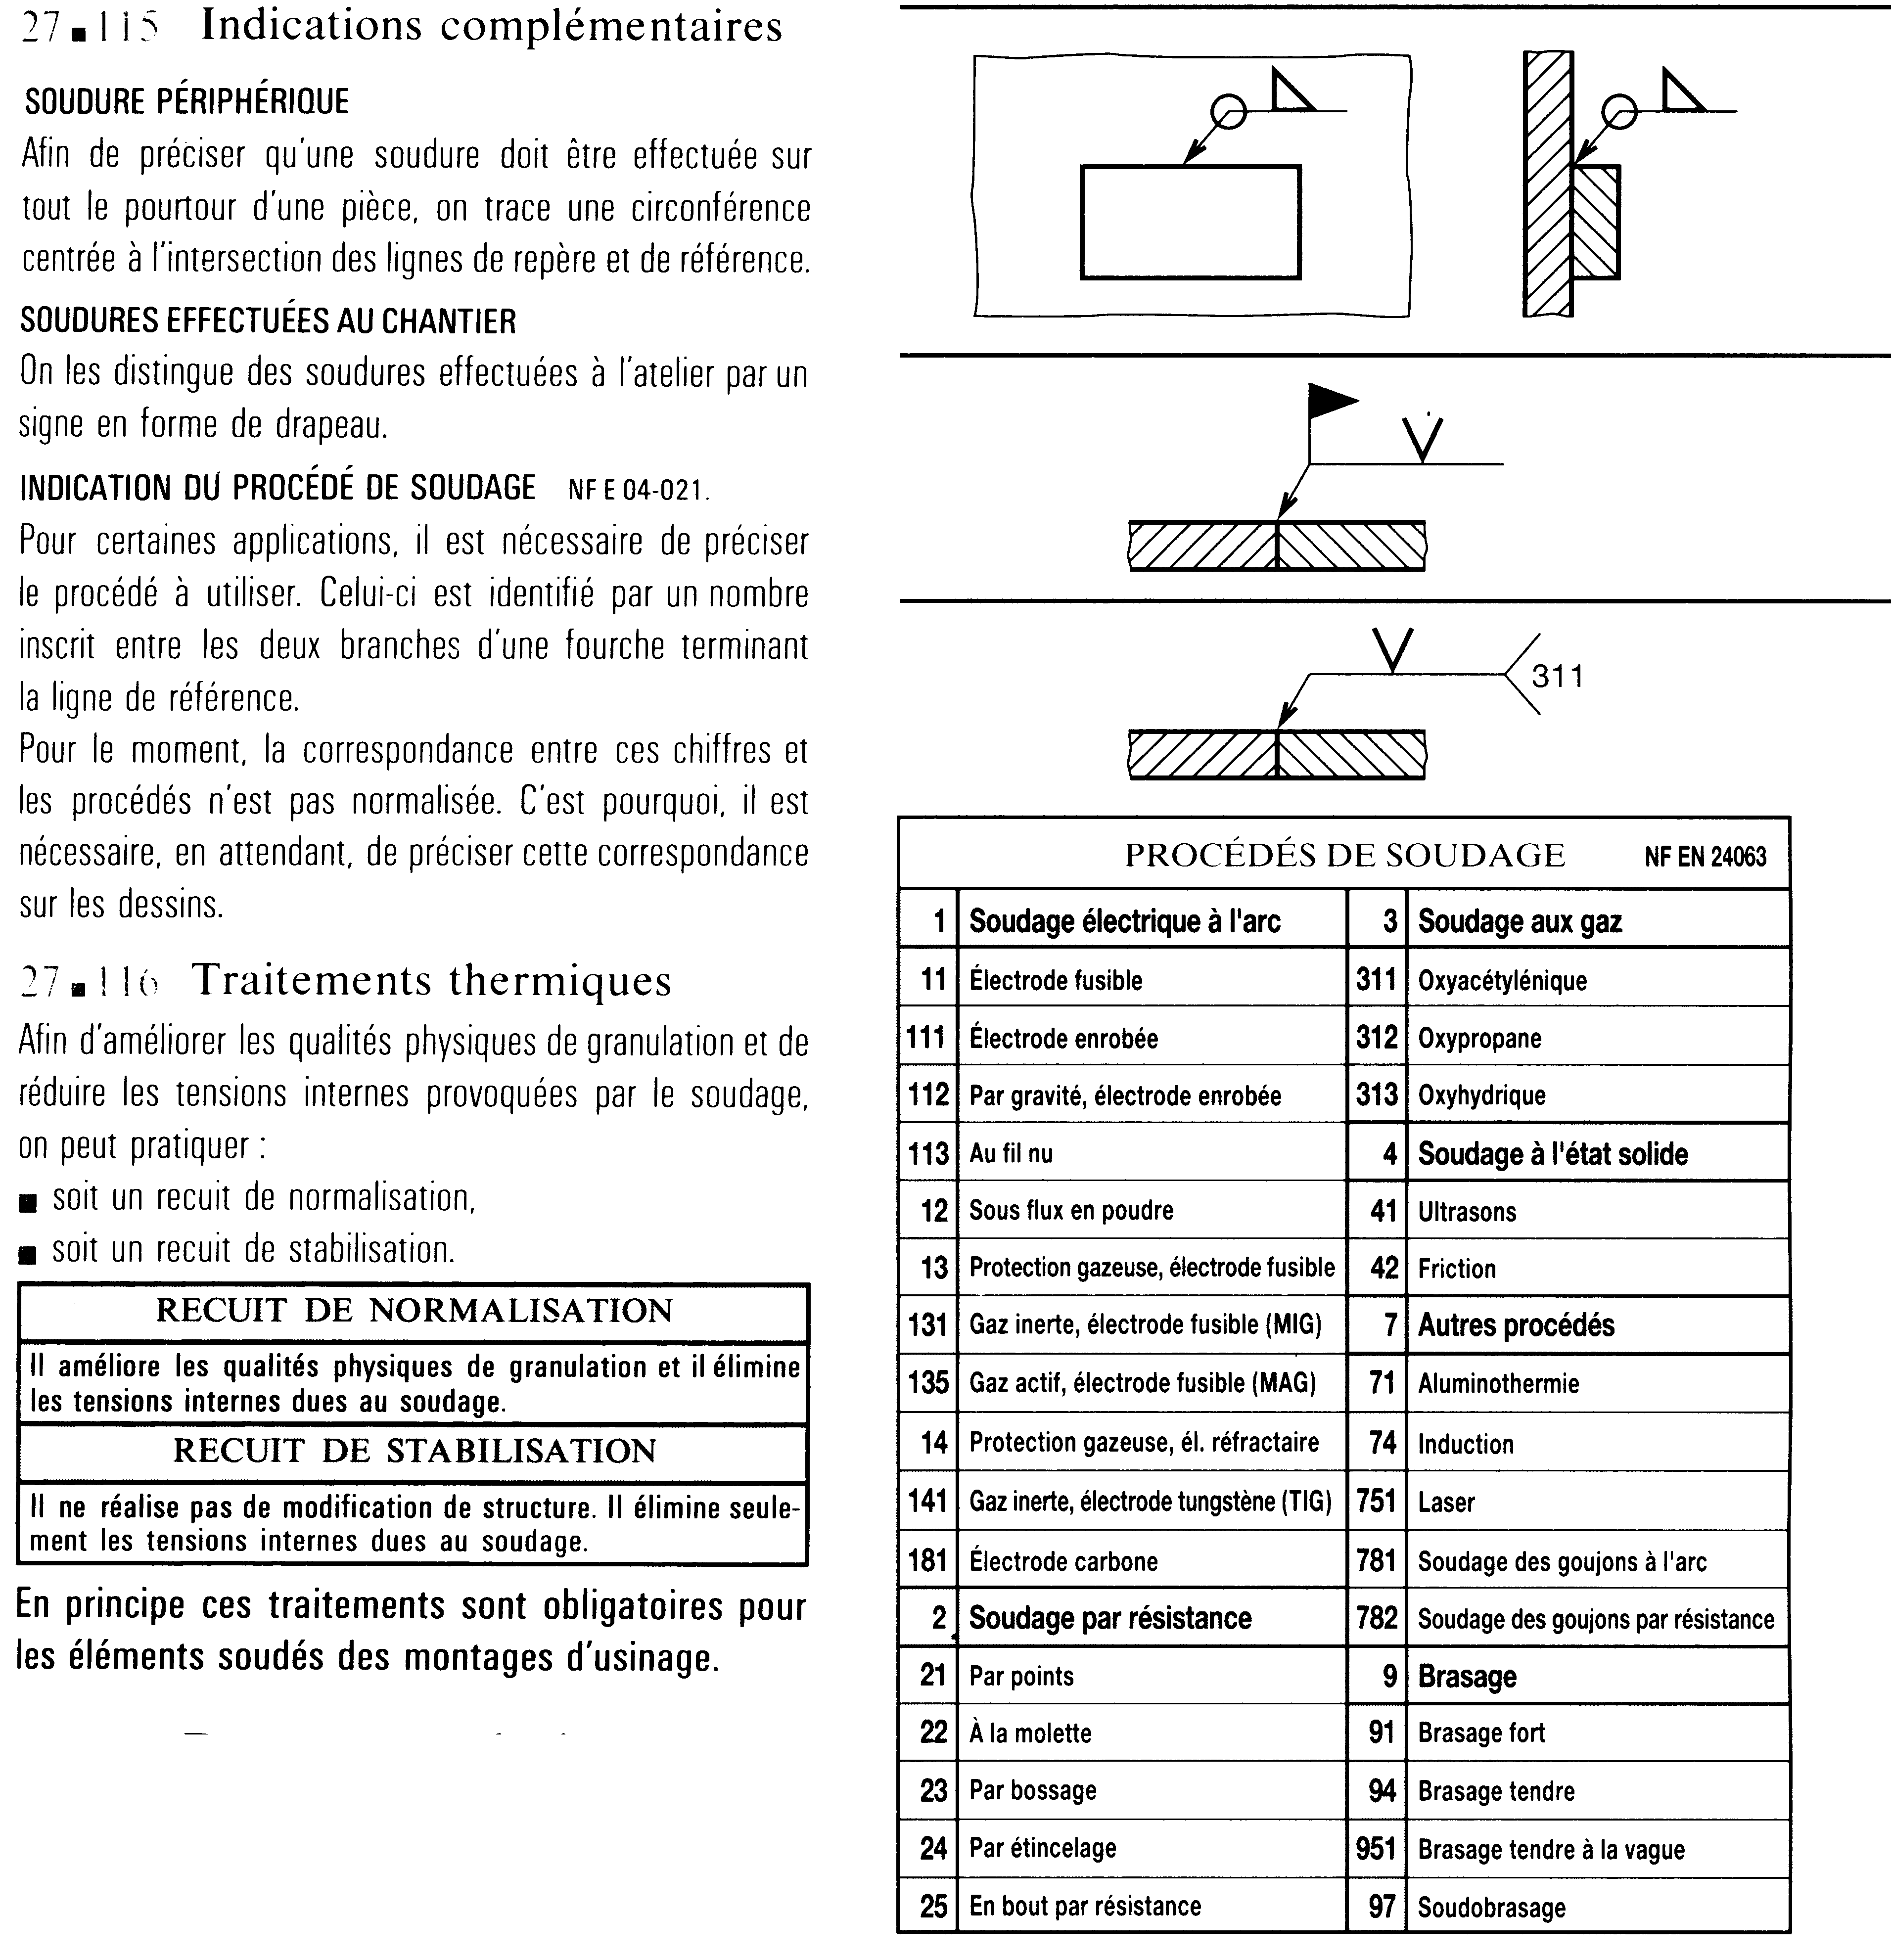 27■115 Indications complémentaires
SOUDURE PÉRIPHÉRIQUE
Afin de préciser qu'une soudure doit être effectuée sur
tout le pourtour d'une pièce, on trace une circonférence
centrée à l'intersection des lignes de repère et de référence.
SOUDURES EFFECTUÉES AU CHANTIER
On les distingue des soudures effectuées à l'atelier par un
signe en forme de drapeau.
INDICATION DU PROCÉDÉ DE SOUDAGE NF E 04-021.
Pour certaines applications, il est nécessaire de préciser
le procédé à utiliser. Celui-ci est identifié par un nombre
inscrit entre les deux branches d'une fourche terminant
la ligne de référence.
Pour le moment, la correspondance entre ces chiffres et
les procédés n'est pas normalisée. C'est pourquoi, il est
nécessaire, en attendant, de préciser cette correspondance
sur les dessins.
27■116 Traitements thermiques
Afin d'améliorer les qualités physiques de granulation et de
réduire les tensions internes provoquées par le soudage,
on peut pratiquer :
■ soit un recuit de normalisation,
■ soit un recuit de stabilisation.
RECUIT DE NORMALISATION
Il améliore les qualités physiques de granulation et il élimine
les tensions internes dues au soudage.
RECUIT DE STABILISATION
Il ne réalise pas de modification de structure. Il élimine seule-
ment les tensions internes dues au soudage.
En principe ces traitements sont obligatoires pour
les éléments soudés des montages d'usinage.
311
PROCÉDÉS DE SOUDAGE NF EN 24063
1 Soudage électrique à l'arc 3 Soudage aux gaz
11 Électrode fusible 311 Oxyacétylénique
111 Électrode enrobée 312 Oxypropane
112 Par gravité, électrode enrobée 313 Oxyhydrique
113 Au fil nu 4 Soudage à l'état solide
12 Sous flux en poudre 41 Ultrasons
13 Protection gazeuse, électrode fusible 42 Friction
131 Gaz inerte, électrode fusible (MIG) 7 Autres procédés
135 Gaz actif, électrode fusible (MAG) 71 Aluminothermie
14 Protection gazeuse, él. réfractaire 74 Induction
141 Gaz inerte, électrode tungstène (TIG) 751 Laser
181 Électrode carbone 781 Soudage des goujons à l'arc
2 Soudage par résistance 782 Soudage des goujons par résistance
21 Par points 9 Brasage
22 À la molette 91 Brasage fort
23 Par bossage 94 Brasage tendre
24 Par étincelage 951 Brasage tendre à la vague
25 En bout par résistance 97 Soudobrasage